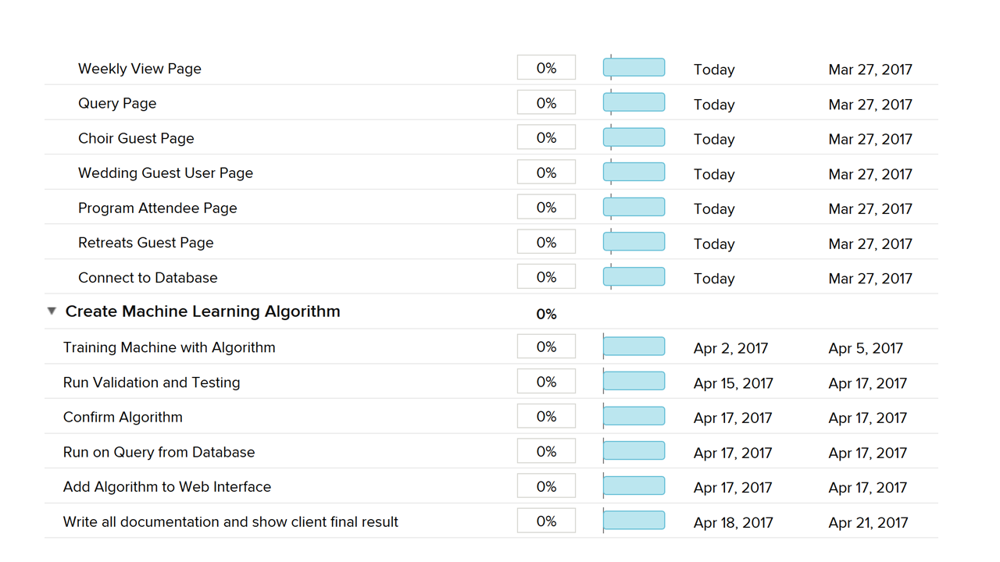 Weekly View Page 0% Today Mar 27, 2017
Query Page 0% Today Mar 27, 2017
Choir Guest Page 0% Today Mar 27, 2017
Wedding Guest User Page 0% Today Mar 27, 2017
Program Attendee Page 0% Today Mar 27, 2017
Retreats Guest Page 0% Today Mar 27, 2017
Connect to Database 0% Today Mar 27, 2017
Create Machine Learning Algorithm 0%
Training Machine with Algorithm 0% Apr 2, 2017 Apr 5, 2017
Run Validation and Testing 0% Apr 15, 2017 Apr 17, 2017
Confirm Algorithm 0% Apr 17, 2017 Apr 17, 2017
Run on Query from Database 0% Apr 17, 2017 Apr 17, 2017
Add Algorithm to Web Interface 0% Apr 17, 2017 Apr 17, 2017
Write all documentation and show client final result 0% Apr 18, 2017 Apr 21, 2017